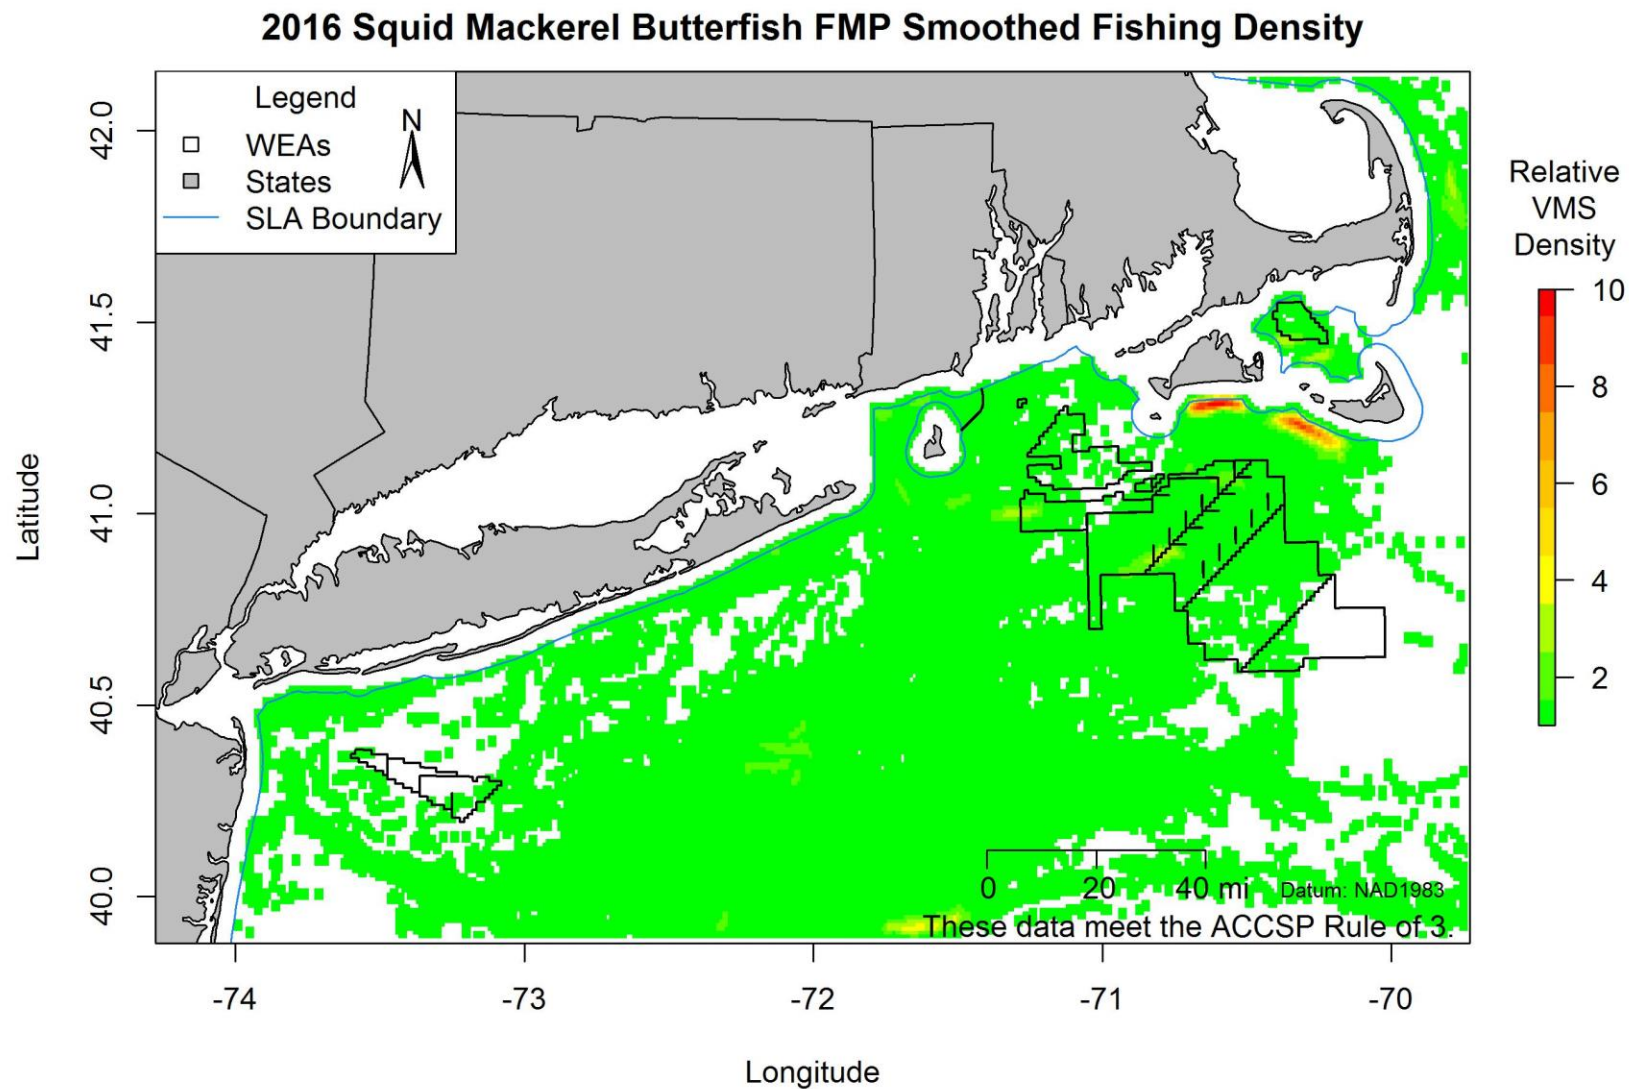 2016 Squid Mackerel Butterfish FMP Smoothed Fishing Density
Legend
N
WEAs
States
SLA Boundary
Relative
VMS
Density
10
8
6
4
2
Latitude
42.0
41.5
41.0
40.5
40.0
0 20 40 mi Datum: NAD1983
These data meet the ACCSP Rule of 3.
-74 -73 -72 -71 -70
Longitude